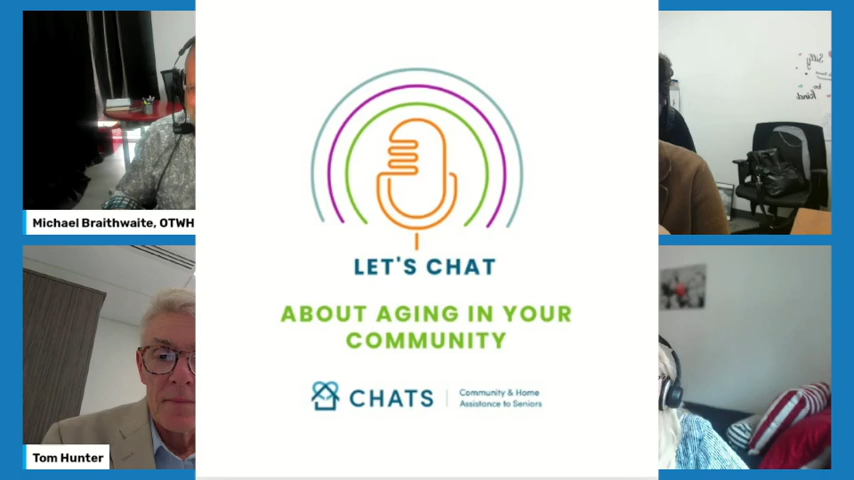 Michael Braithwaite, OTWH
LET'S CHAT
ABOUT AGING IN YOUR
COMMUNITY
CHATS
Community & Home
Assistance to Seniors
Tom Hunter